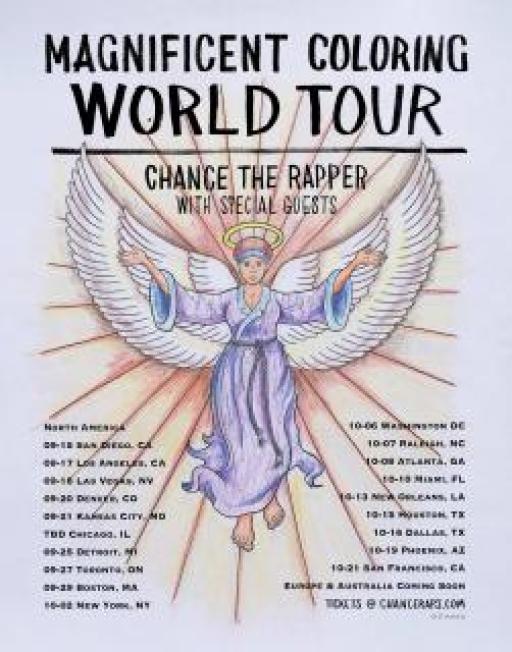 MAGNIFICENT COLORING
WORLD TOUR
CHANCE THE RAPPER
WITH SPECIAL GUESTS
NORTH AMERICA
09-15 SAN DIEGO, CA
09-17 LOS ANGELES, CA
09-18 LAS VEGAS, NV
09-20 DENVER, CO
09-21 KANSAS CITY, MO
TBD CHICAGO, IL
09-25 DETROIT, MI
09-27 TORONTO, ON
09-29 BOSTON, MA
10-02 NEW YORK, NY
10-06 WASHINGTON DC
10-07 RALEIGH, NC
10-08 ATLANTA, GA
10-10 MIAMI, FL
10-13 NEW ORLEANS, LA
10-15 HOUSTON, TX
10-16 DALLAS, TX
10-19 PHOENIX, AZ
10-21 SAN FRANCISCO, CA
EUROPE & AUSTRALIA COMING SOON
TICKETS @ CHANCERAPS.COM